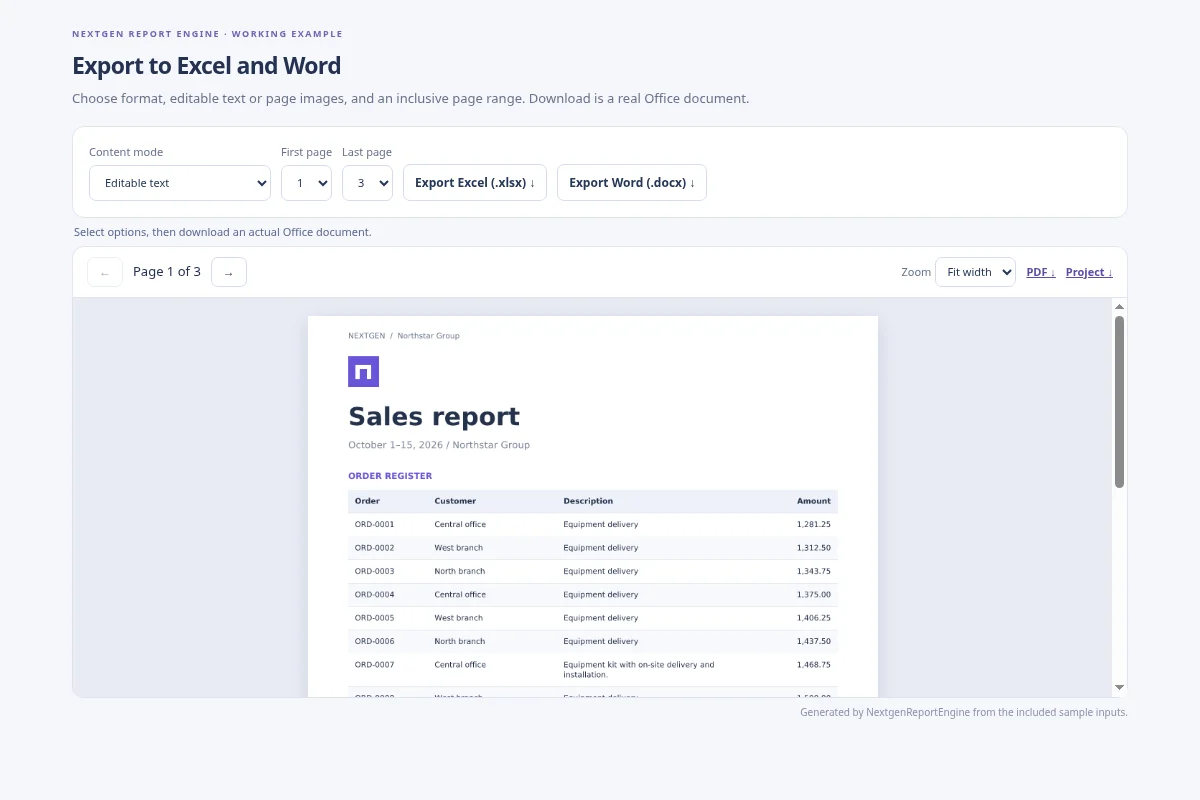 NEXTGEN REPORT ENGINE · WORKING EXAMPLE
Export to Excel and Word
Choose format, editable text or page images, and an inclusive page range. Download is a real Office document.
Content mode First page Last page
Editable text 1 3 Export Excel (.xlsx) ↓ Export Word (.docx) ↓
Select options, then download an actual Office document.
← Page 1 of 3 → Zoom Fit width PDF ↓ Project ↓
NEXTGEN / Northstar Group
Sales report
October 1–15, 2026 / Northstar Group
ORDER REGISTER
Order Customer Description Amount
ORD-0001 Central office Equipment delivery 1,281.25
ORD-0002 West branch Equipment delivery 1,312.50
ORD-0003 North branch Equipment delivery 1,343.75
ORD-0004 Central office Equipment delivery 1,375.00
ORD-0005 West branch Equipment delivery 1,406.25
ORD-0006 North branch Equipment delivery 1,437.50
ORD-0007 Central office Equipment kit with on-site delivery and 1,468.75
installation.
Generated by NextgenReportEngine from the included sample inputs.